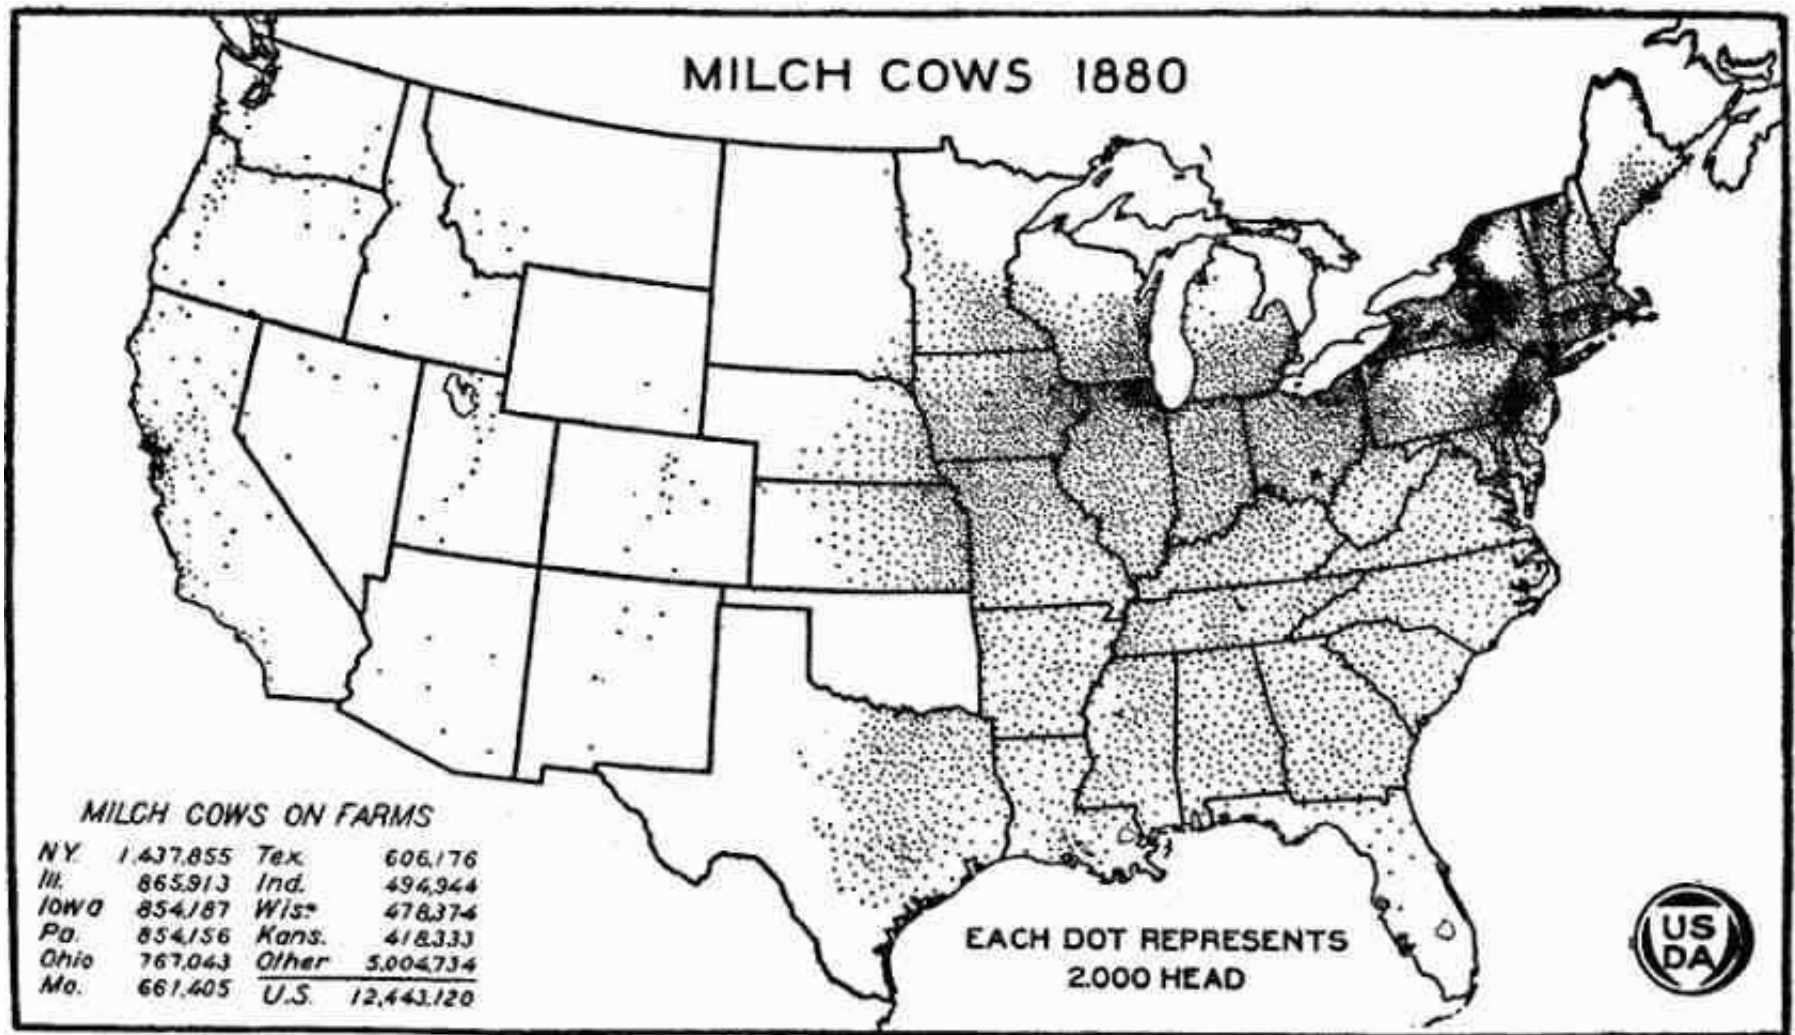 MILCH COWS 1880
MILCH COWS ON FARMS
NY. 1,437,855 Tex. 606,176
Ill. 865,913 Ind. 494,944
Iowa 854,187 Wis. 478,374
Pa. 854,156 Kans. 418,333
Ohio 767,043 Other 5,004,734
Mo. 661,405 U.S. 12,443,120
EACH DOT REPRESENTS
2,000 HEAD
US
DA